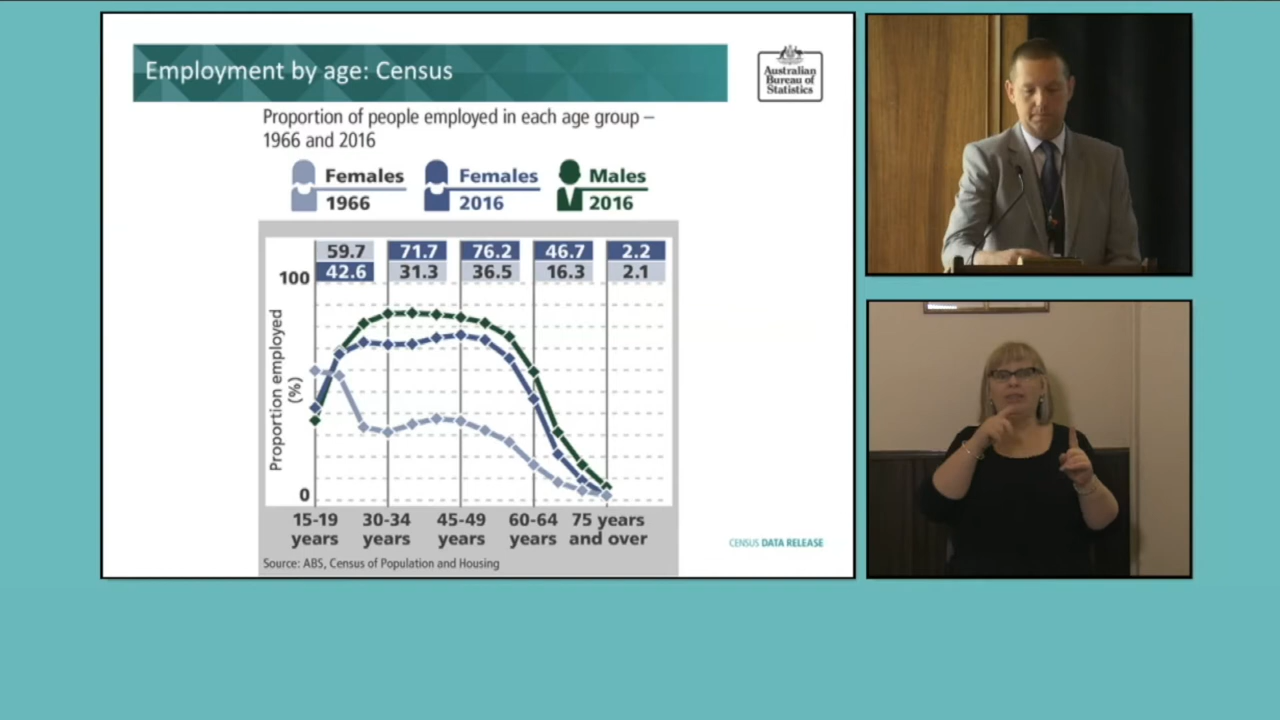 Employment by age: Census
Australian
Bureau of
Statistics
Proportion of people employed in each age group –
1966 and 2016
Females
1966
Females
2016
Males
2016
59.7 71.7 76.2 46.7 2.2
42.6 31.3 36.5 16.3 2.1
100
Proportion employed
(%)
0
15-19 30-34 45-49 60-64 75 years
years years years years and over
CENSUS DATA RELEASE
Source: ABS, Census of Population and Housing